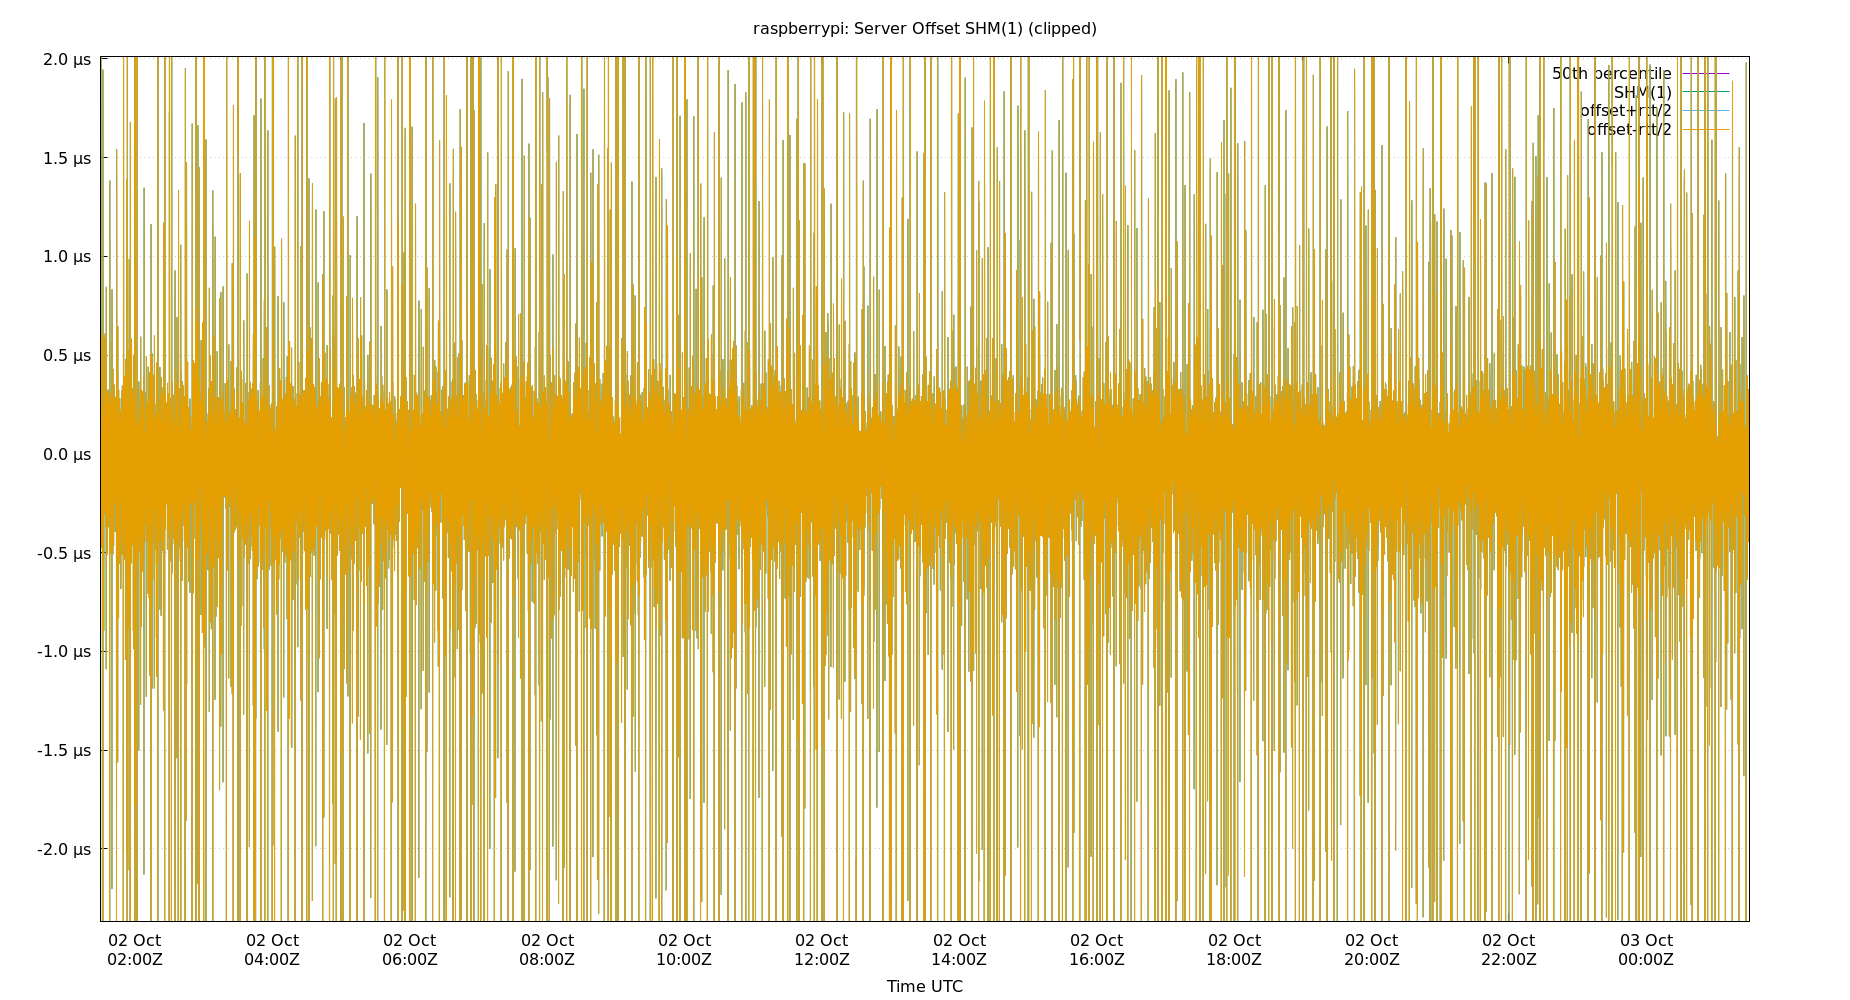 raspberrypi: Server Offset SHM(1) (clipped)
2.0 µs
1.5 µs
1.0 µs
0.5 µs
0.0 µs
-0.5 µs
-1.0 µs
-1.5 µs
-2.0 µs
50th percentile
SHM(1)
offset+rtt/2
offset-rtt/2
02 Oct 02 Oct 02 Oct 02 Oct 02 Oct 02 Oct 02 Oct 02 Oct 02 Oct 02 Oct 02 Oct 03 Oct
02:00Z 04:00Z 06:00Z 08:00Z 10:00Z 12:00Z 14:00Z 16:00Z 18:00Z 20:00Z 22:00Z 00:00Z
Time UTC